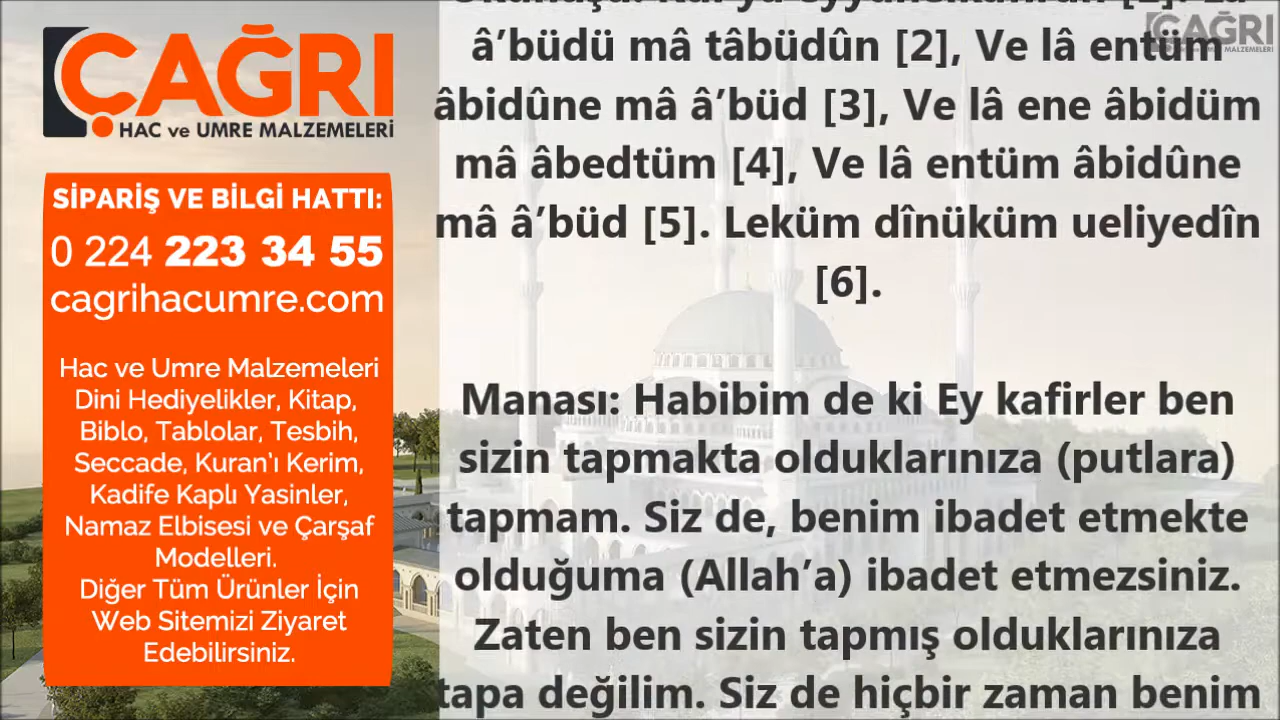 ÇAĞRI
HAC ve UMRE MALZEMELERİ
SİPARİŞ VE BİLGİ HATTI:
0 224 223 34 55
cagrihacumre.com
Hac ve Umre Malzemeleri
Dini Hediyelikler, Kitap,
Biblo, Tablolar, Tesbih,
Seccade, Kuran’ı Kerim,
Kadife Kaplı Yasinler,
Namaz Elbisesi ve Çarşaf
Modelleri.
Diğer Tüm Ürünler İçin
Web Sitemizi Ziyaret
Edebilirsiniz.
ÇAĞRI
â’büdü mâ tâbüdûn [2], Ve lâ entüm
âbidûne mâ â’büd [3], Ve lâ ene âbidüm
mâ âbedtüm [4], Ve lâ entüm âbidûne
mâ â’büd [5]. Leküm dînüküm ueliyedîn
[6].
Manası: Habibim de ki Ey kafirler ben
sizin tapmakta olduklarınıza (putlara)
tapmam. Siz de, benim ibadet etmekte
olduğuma (Allah’a) ibadet etmezsiniz.
Zaten ben sizin tapmış olduklarınıza
tapa değilim. Siz de hiçbir zaman benim